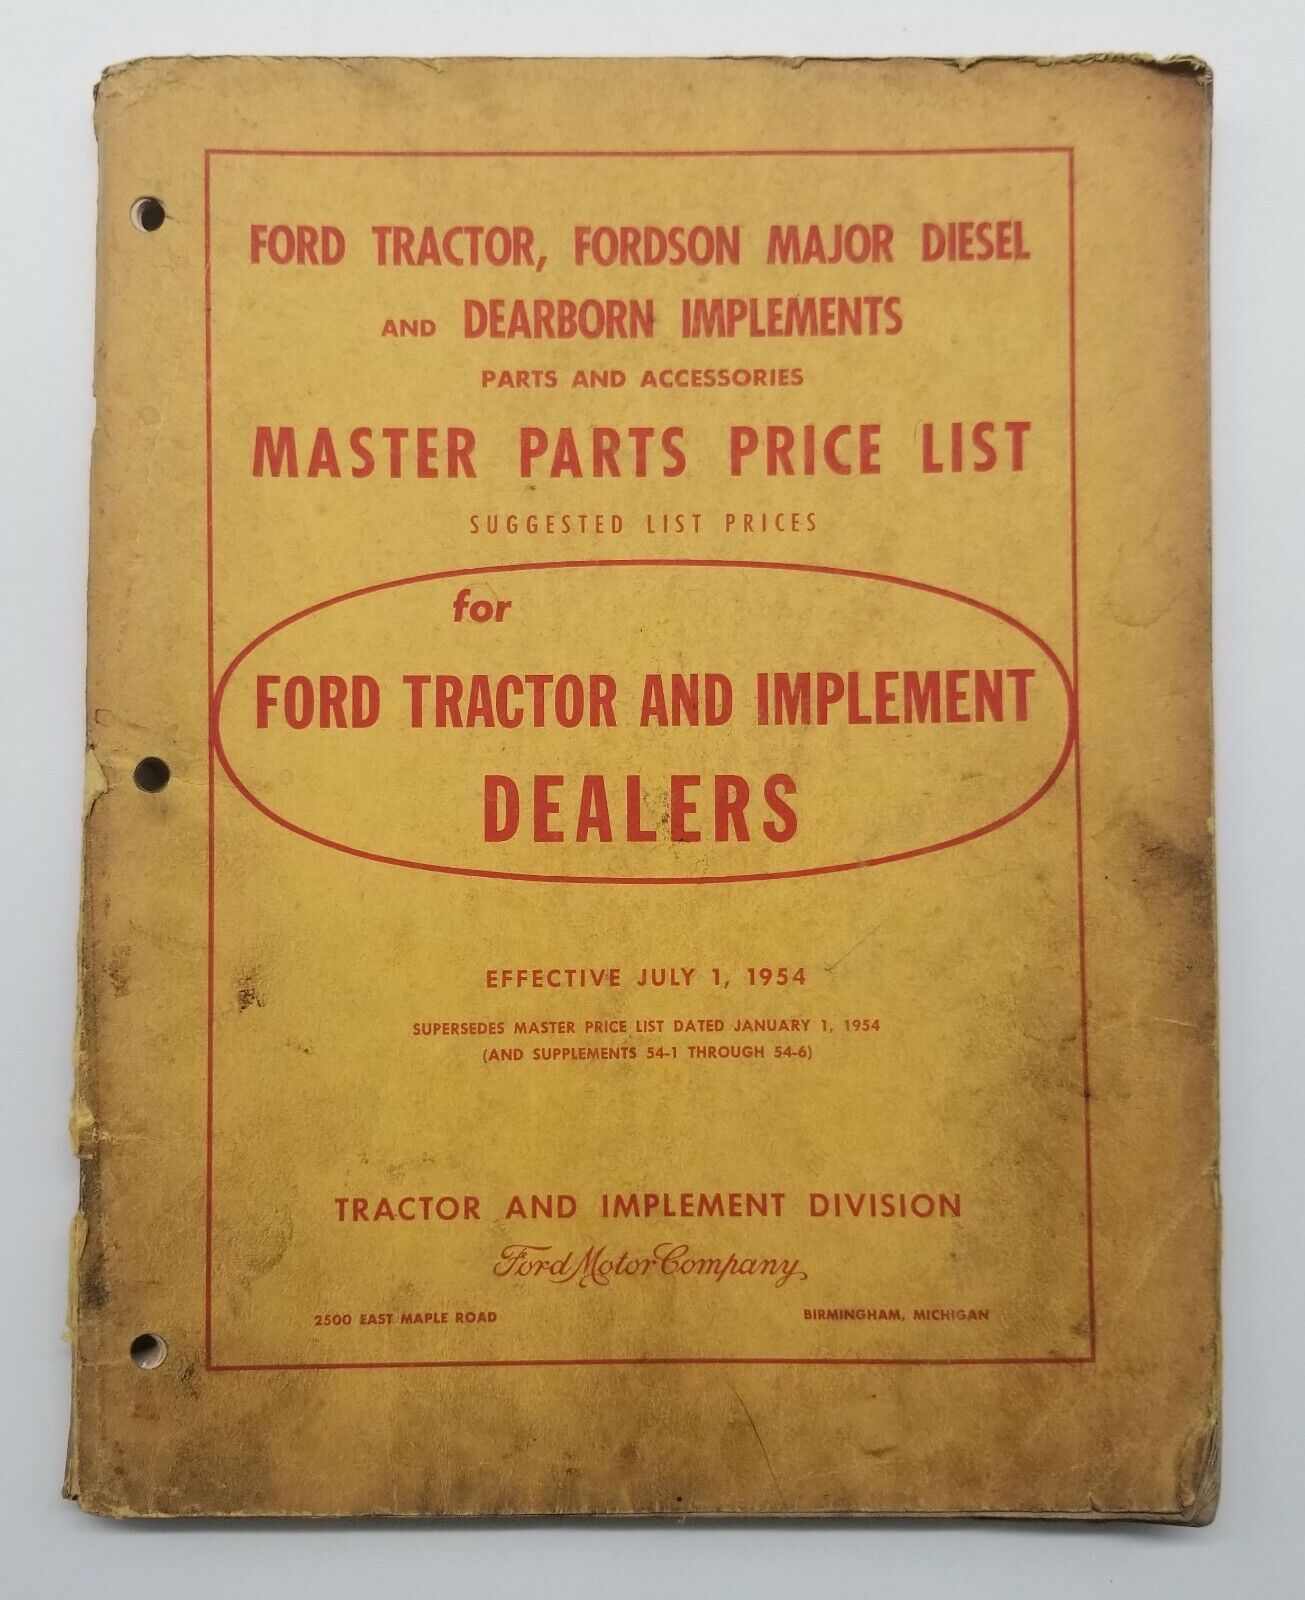 FORD TRACTOR, FORDSON MAJOR DIESEL
AND DEARBORN IMPLEMENTS
PARTS AND ACCESSORIES
MASTER PARTS PRICE LIST
SUGGESTED LIST PRICES
for
FORD TRACTOR AND IMPLEMENT
DEALERS
EFFECTIVE JULY 1, 1954
SUPERSEDES MASTER PRICE LIST DATED JANUARY 1, 1954
(AND SUPPLEMENTS 54-1 THROUGH 54-6)
TRACTOR AND IMPLEMENT DIVISION
Ford Motor Company
2500 EAST MAPLE ROAD BIRMINGHAM, MICHIGAN